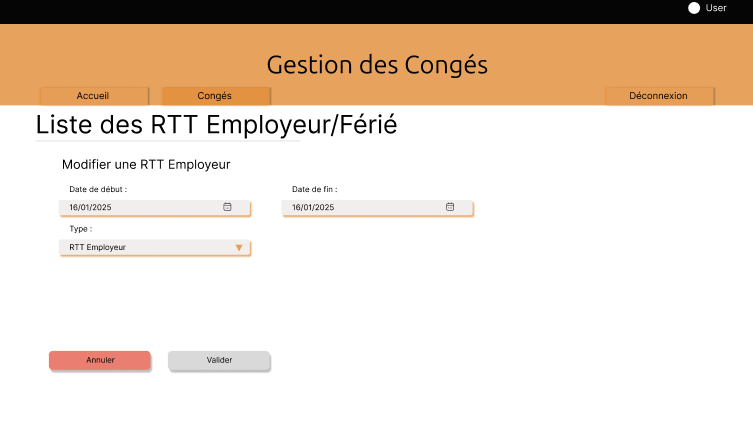 User
Gestion des Congés
Accueil
Congés
Déconnexion
Liste des RTT Employeur/Férié
Modifier une RTT Employeur
Date de début :
Date de fin :
16/01/2025
16/01/2025
Type :
RTT Employeur
Annuler
Valider